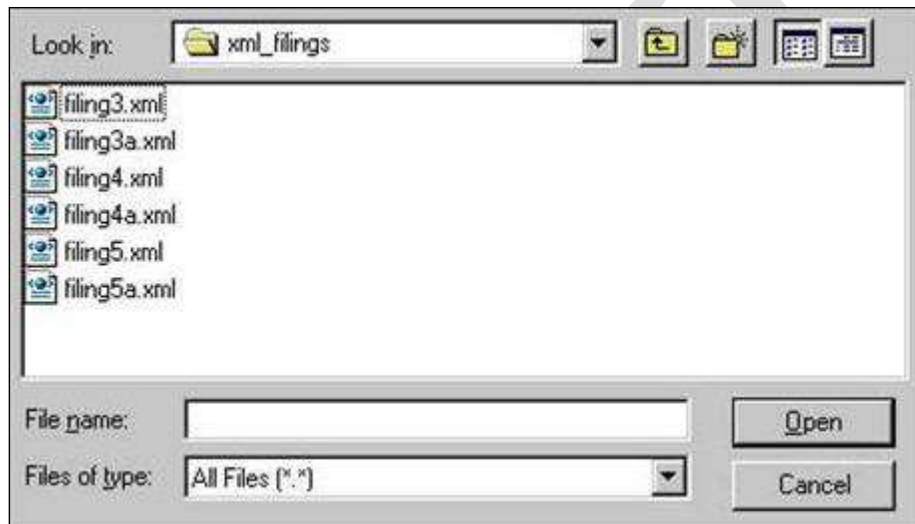 Look in: xml_filings
filing3.xml
filing3a.xml
filing4.xml
filing4a.xml
filing5.xml
filing5a.xml
File name: Open
Files of type: All Files (*.*) Cancel